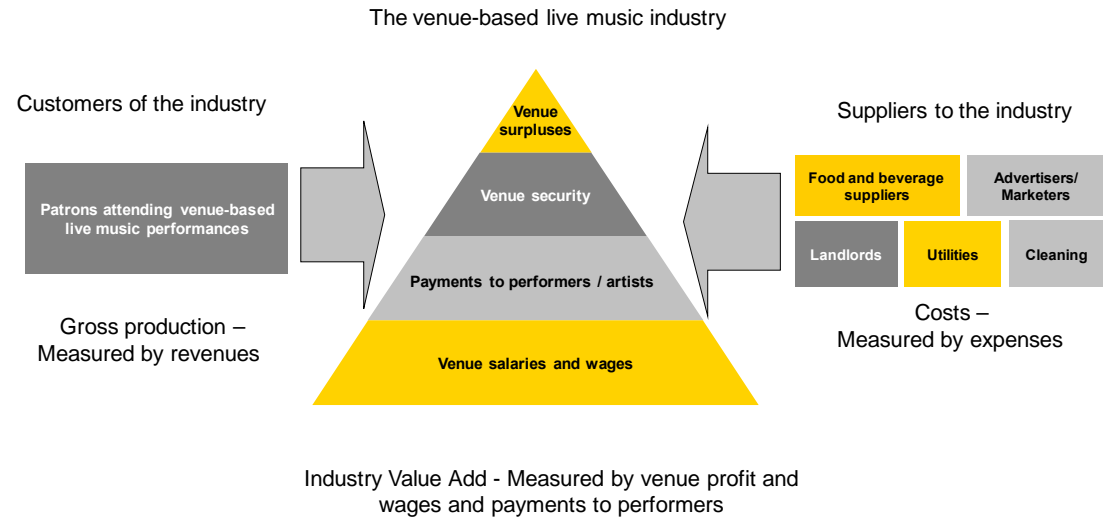 The venue-based live music industry
Customers of the industry
Suppliers to the industry
Venue
surpluses
Venue security
Payments to performers / artists
Venue salaries and wages
Patrons attending venue-based
live music performances
Gross production –
Measured by revenues
Food and beverage
suppliers
Advertisers/
Marketers
Landlords
Utilities
Cleaning
Costs –
Measured by expenses
Industry Value Add - Measured by venue profit and
wages and payments to performers